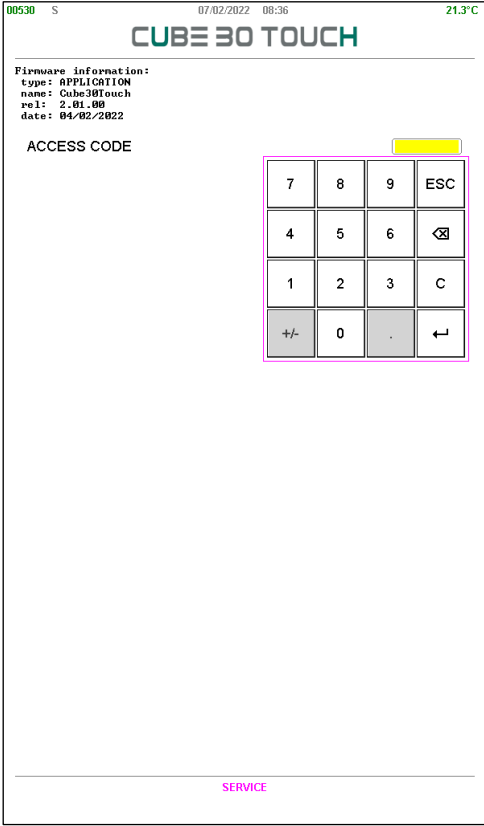 00530 S 07/02/2022 08:36 21.3°C
CUBE 30 TOUCH
Firmware information:
type: APPLICATION
name: Cube30Touch
rel: 2.01.00
date: 04/02/2022
ACCESS CODE
7 8 9 ESC
4 5 6
1 2 3 C
+/- 0 .
SERVICE